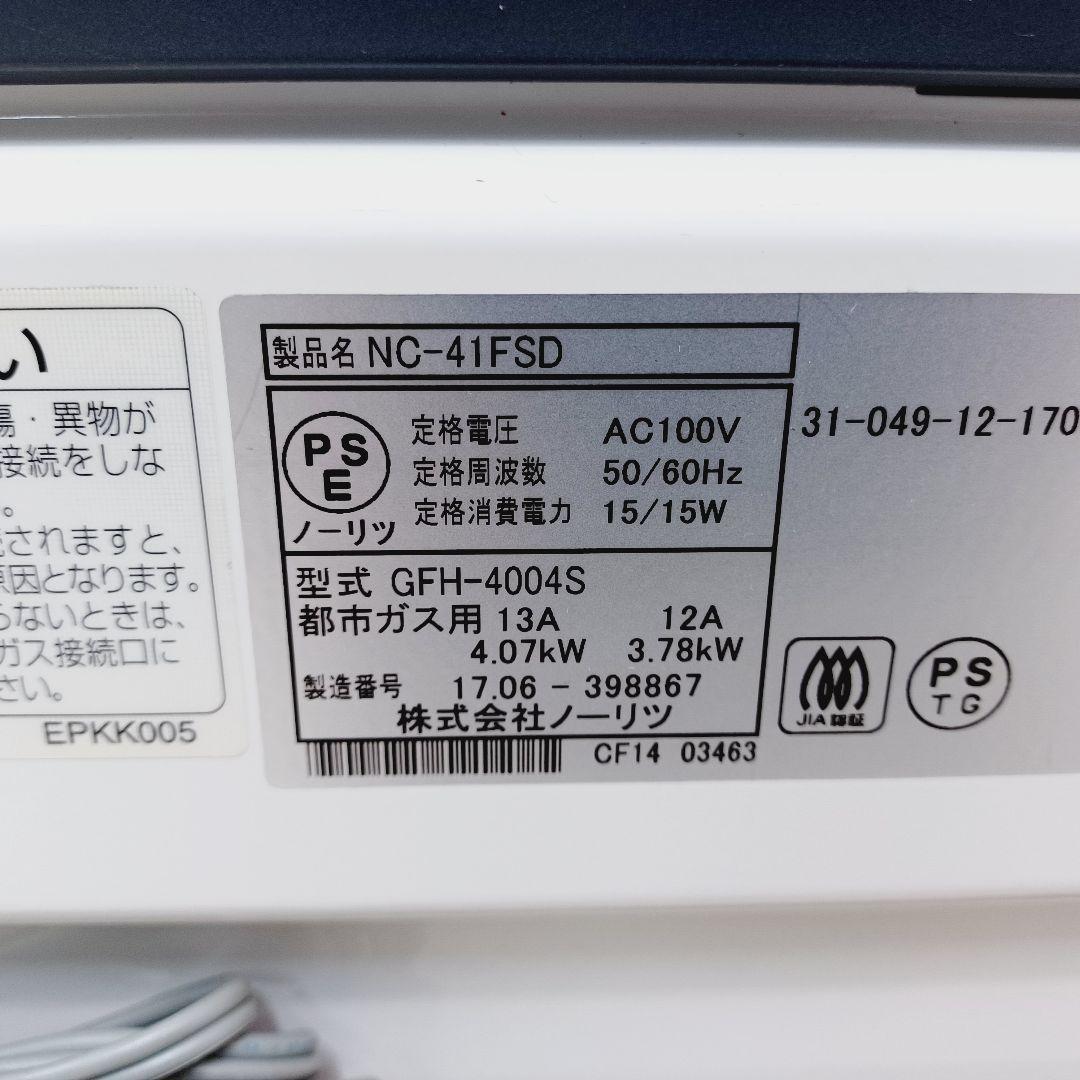 い
傷・異物が
接続をしな
。
されますと、
原因となります。
らないときは、
ガス接続口に
さい。
EPKK005
製品名 NC-41FSD
PS
E
ノーリツ
定格電圧 AC100V
定格周波数 50/60Hz
定格消費電力 15/15W
31-049-12-170
型式 GFH-4004S
都市ガス用 13A 12A
4.07kW 3.78kW
製造番号 17.06-398867
株式会社ノーリツ
CF14 03463
JIA 認証
PS
TG